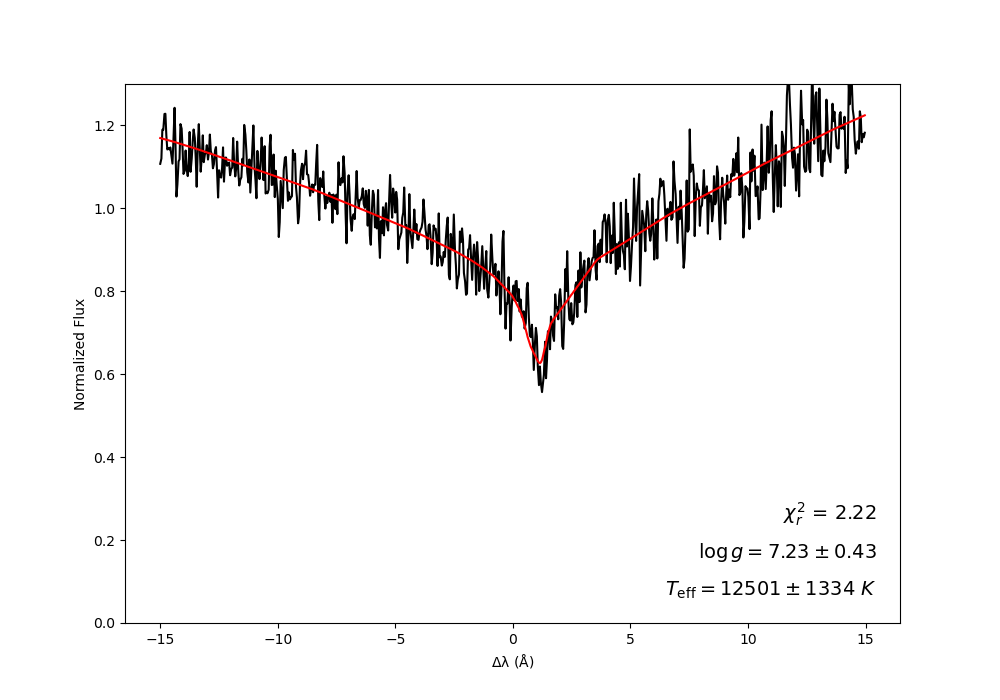 1.2
1.0
0.8
0.6
0.4
0.2
0.0
Normalized Flux
χ²ᵣ = 2.22
log g = 7.23 ± 0.43
T_eff = 12501 ± 1334 K
−15 −10 −5 0 5 10 15
Δλ (Å)